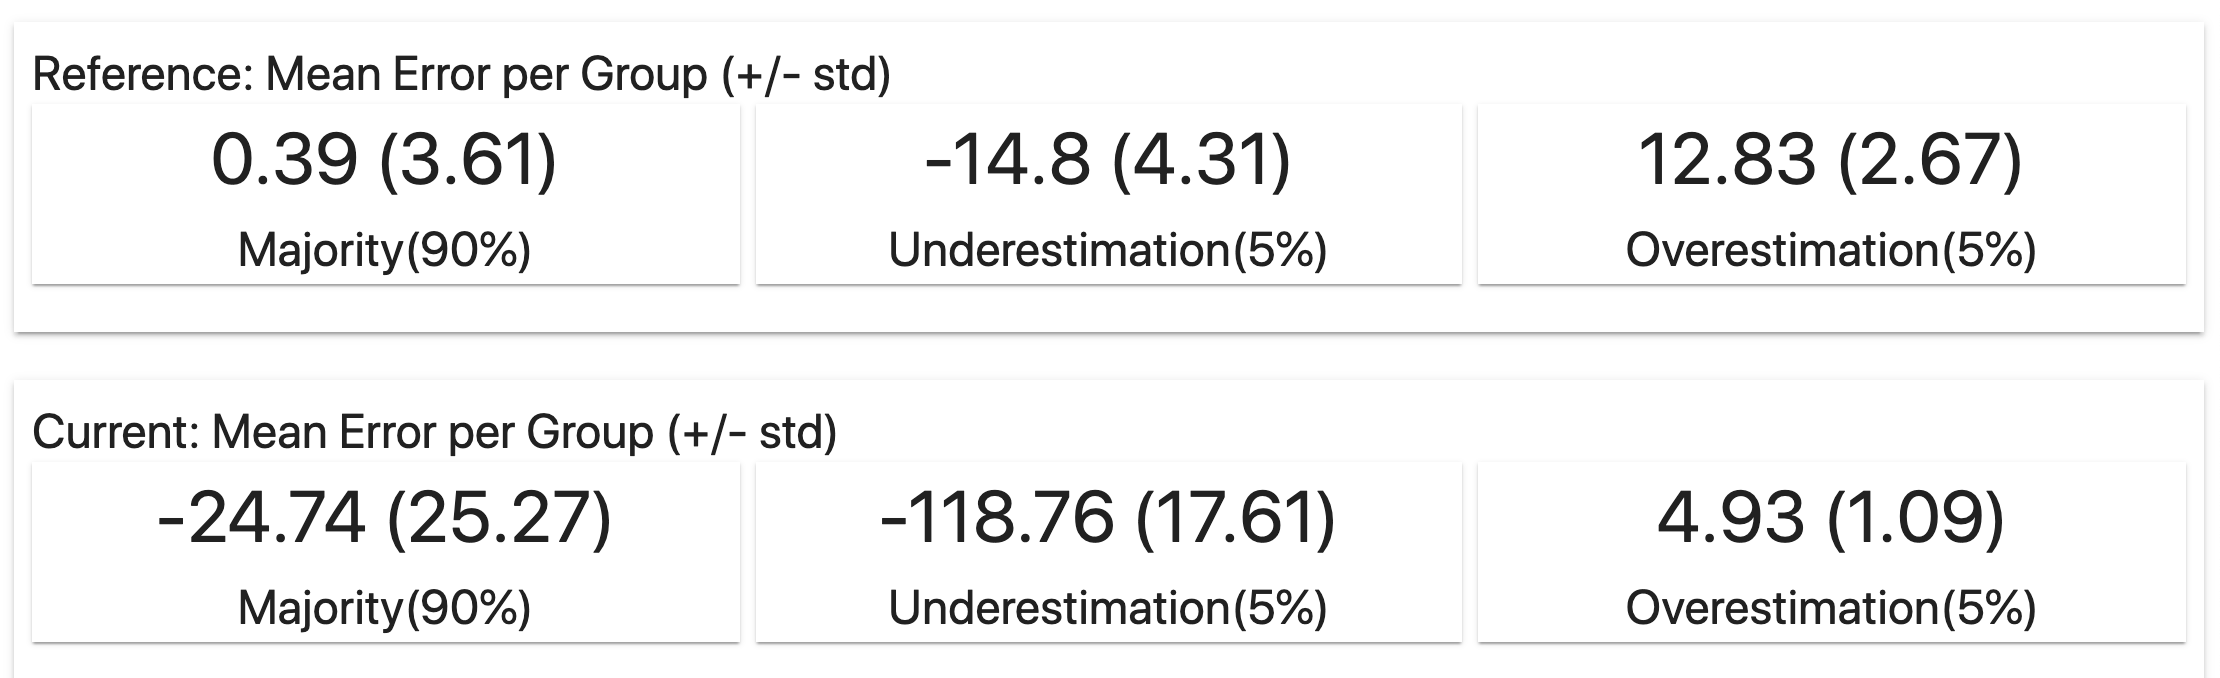 Reference: Mean Error per Group (+/- std)
0.39 (3.61)
Majority(90%)
-14.8 (4.31)
Underestimation(5%)
12.83 (2.67)
Overestimation(5%)
Current: Mean Error per Group (+/- std)
-24.74 (25.27)
Majority(90%)
-118.76 (17.61)
Underestimation(5%)
4.93 (1.09)
Overestimation(5%)